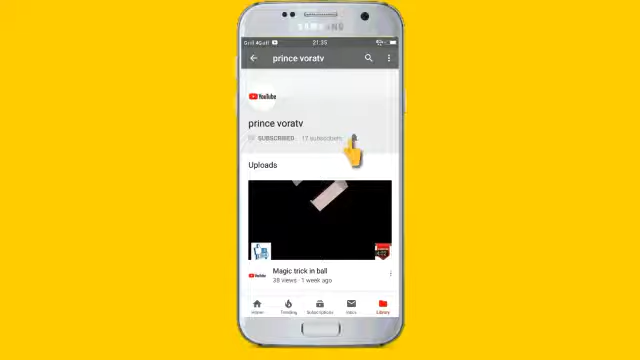 SAMSUNG
21:35
prince voratv
YouTube
prince voratv
SUBSCRIBED 17 subscribers
Uploads
Magic trick in ball
38 views · 1 week ago
Home Trending Subscriptions Inbox Library